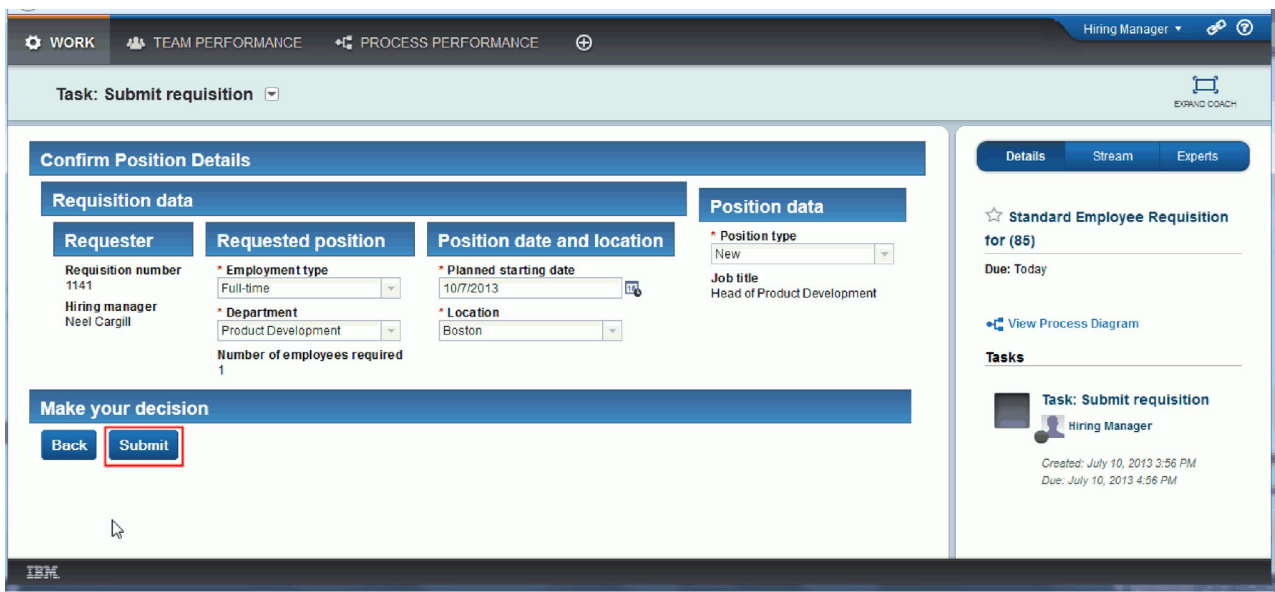 WORK
TEAM PERFORMANCE
PROCESS PERFORMANCE
Hiring Manager
Task: Submit requisition
EXPAND COACH
Confirm Position Details
Requisition data
Requester
Requisition number
1141
Hiring manager
Neel Cargill
Requested position
* Employment type
Full-time
* Department
Product Development
Number of employees required
1
Position date and location
* Planned starting date
10/7/2013
* Location
Boston
Position data
* Position type
New
Job title
Head of Product Development
Make your decision
Back
Submit
Details
Stream
Experts
Standard Employee Requisition
for (85)
Due: Today
View Process Diagram
Tasks
Task: Submit requisition
Hiring Manager
Created: July 10, 2013 3:56 PM
Due: July 10, 2013 4:56 PM
IBM.